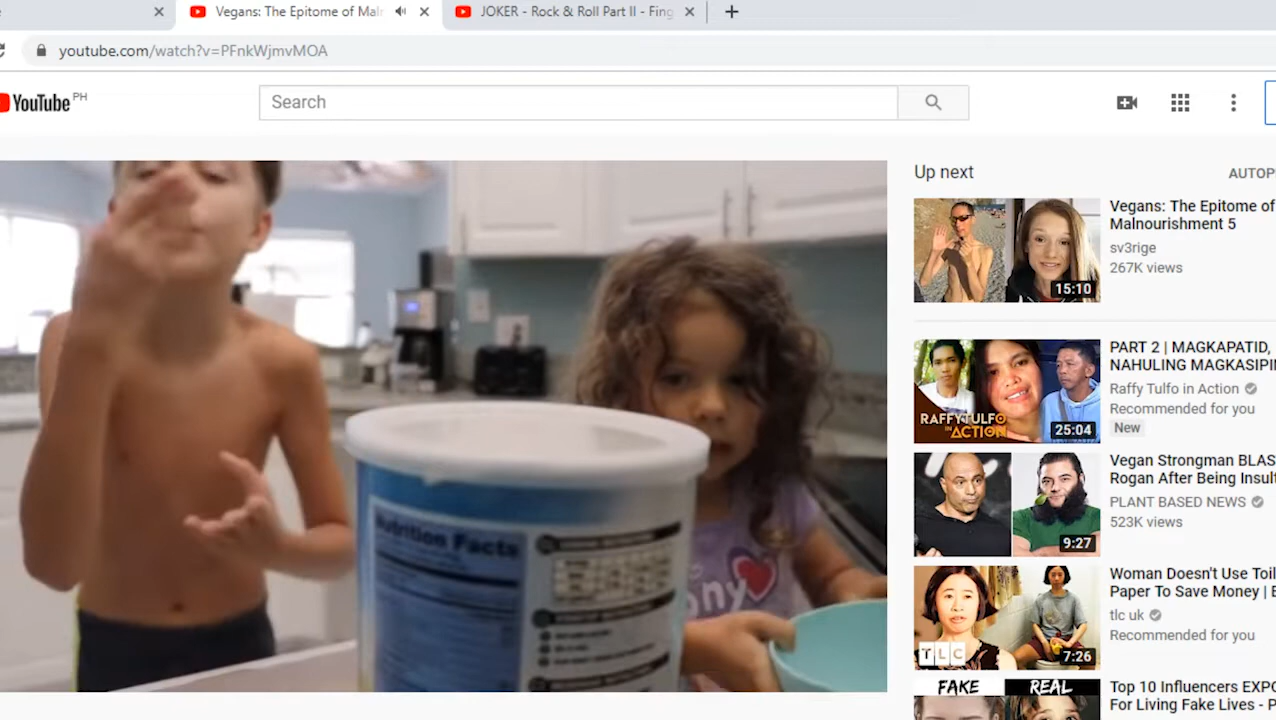 Vegans: The Epitome of Mal
JOKER - Rock & Roll Part II - Fing
youtube.com/watch?v=PFnkWjmvMOA
YouTube PH
Search
Up next
AUTOP
Vegans: The Epitome of
Malnourishment 5
sv3rige
267K views
15:10
PART 2 | MAGKAPATID,
NAHULING MAGKASIPI
Raffy Tulfo in Action
Recommended for you
New
RAFFY TULFO
IN ACTION
25:04
Vegan Strongman BLAS
Rogan After Being Insul
PLANT BASED NEWS
523K views
9:27
Woman Doesn't Use Toil
Paper To Save Money | E
tlc uk
Recommended for you
TLC
7:26
FAKE
REAL
Top 10 Influencers EXPO
For Living Fake Lives - P
Nutrition Facts
ony